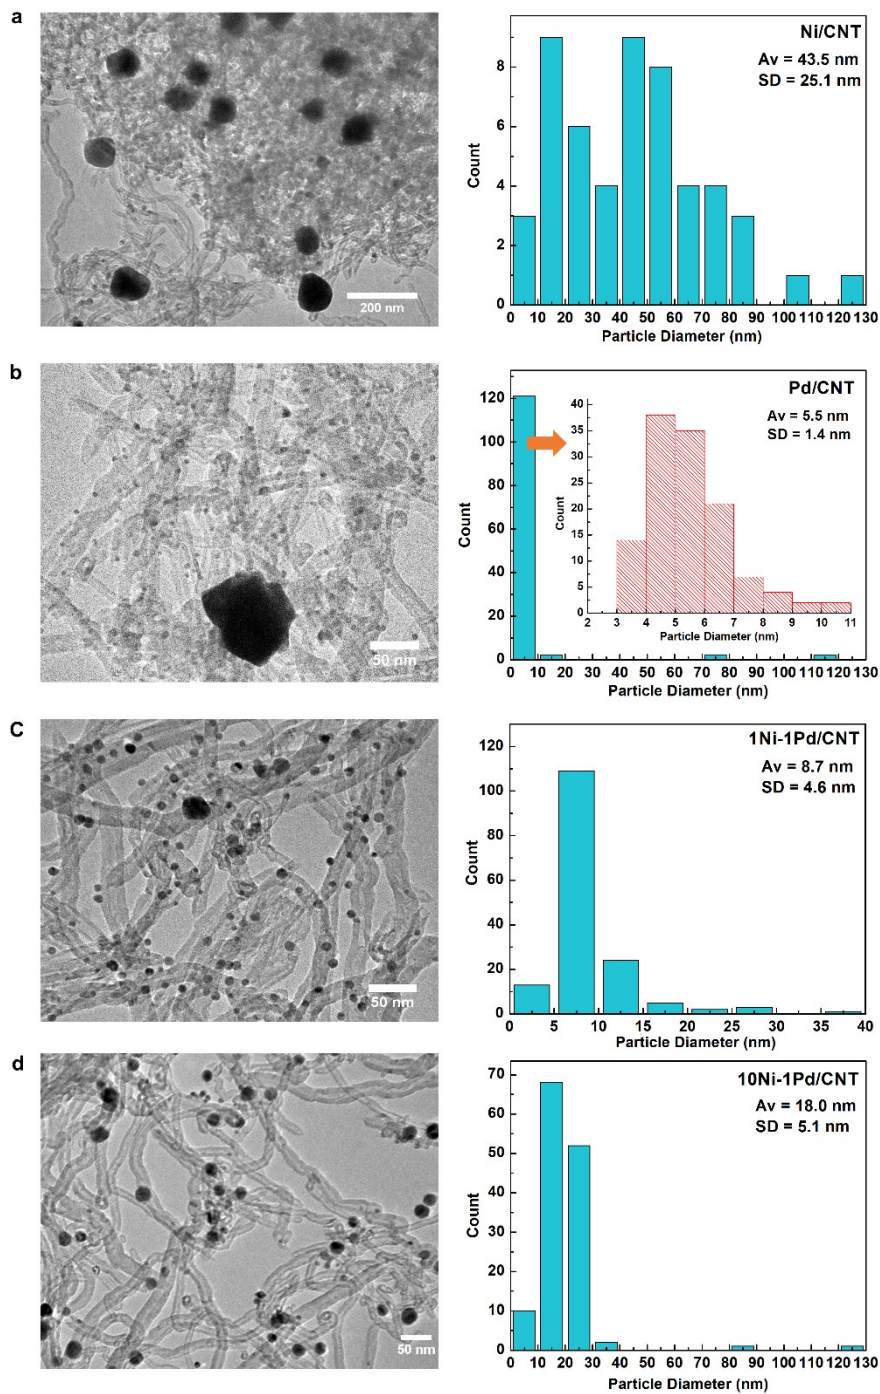 a
200 nm
Ni/CNT
Av = 43.5 nm
SD = 25.1 nm
Count
8
6
4
2
0
0 10 20 30 40 50 60 70 80 90 100 110 120 130
Particle Diameter (nm)
b
50 nm
Pd/CNT
Av = 5.5 nm
SD = 1.4 nm
Count
120
100
80
60
40
20
0
0 10 20 30 40 50 60 70 80 90 100 110 120 130
Particle Diameter (nm)
Count
40
35
30
25
20
15
10
5
0
2 3 4 5 6 7 8 9 10 11
Particle Diameter (nm)
C
50 nm
1Ni-1Pd/CNT
Av = 8.7 nm
SD = 4.6 nm
Count
120
100
80
60
40
20
0
0 5 10 15 20 25 30 35 40
Particle Diameter (nm)
d
50 nm
10Ni-1Pd/CNT
Av = 18.0 nm
SD = 5.1 nm
Count
70
60
50
40
30
20
10
0
0 10 20 30 40 50 60 70 80 90 100 110 120 130
Particle Diameter (nm)